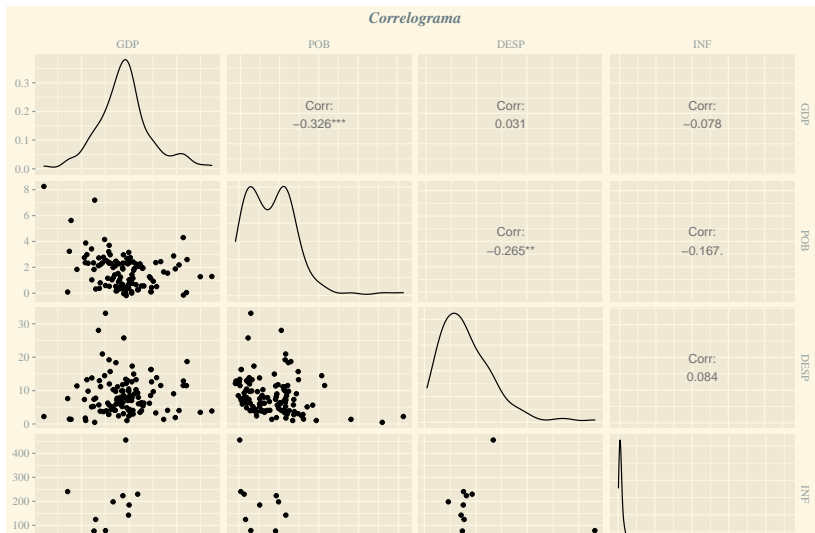 Correlograma
GDP
POB
DESP
INF
0.3
0.2
0.1
0.0
Corr:
−0.326***
Corr:
0.031
Corr:
−0.078
GDP
8
6
4
2
0
Corr:
−0.265**
Corr:
−0.167.
POB
30
20
10
0
Corr:
0.084
DESP
400
300
200
100
INF